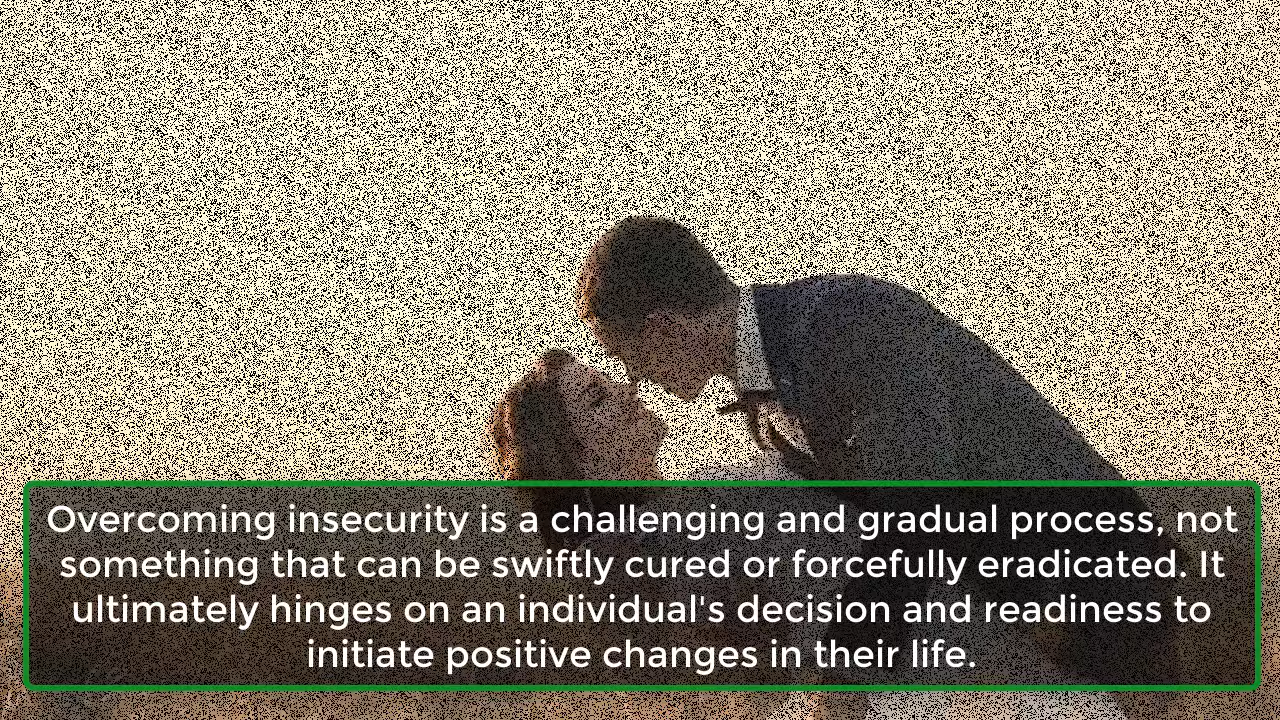 Overcoming insecurity is a challenging and gradual process, not
something that can be swiftly cured or forcefully eradicated. It
ultimately hinges on an individual's decision and readiness to
initiate positive changes in their life.